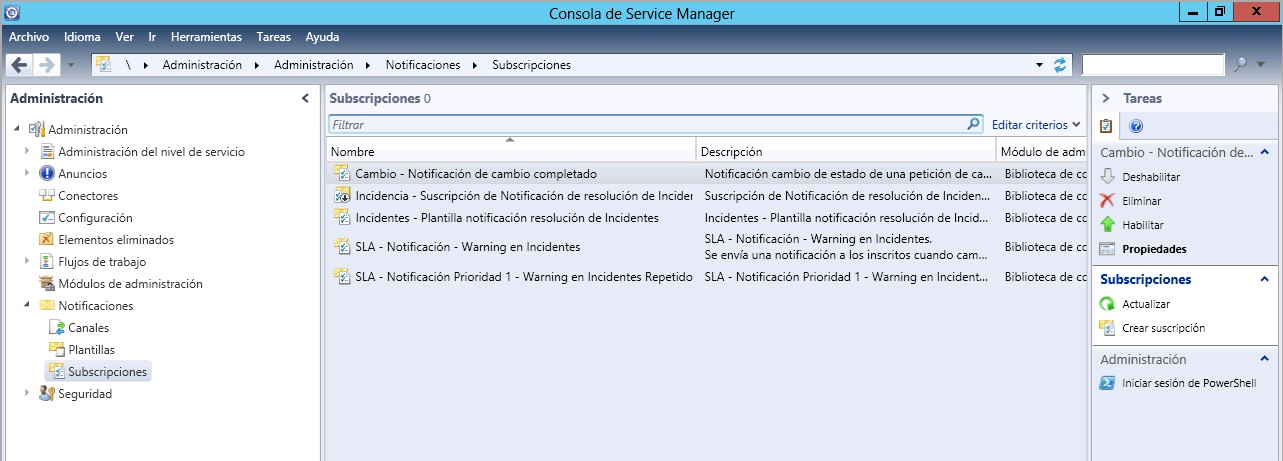 Consola de Service Manager
Archivo Idioma Ver Ir Herramientas Tareas Ayuda
\ Administración Administración Notificaciones Subscripciones
Administración
Administración
Administración del nivel de servicio
Anuncios
Conectores
Configuración
Elementos eliminados
Flujos de trabajo
Módulos de administración
Notificaciones
Canales
Plantillas
Subscripciones
Seguridad
Subscripciones 0
Filtrar Editar criterios
Nombre Descripción Módulo de adm
Cambio - Notificación de cambio completado Notificación cambio de estado de una petición de ca... Biblioteca de cc
Incidencia - Suscripción de Notificación de resolución de Incider Suscripción de Notificación de resolución de Inciden... Biblioteca de cc
Incidentes - Plantilla notificación resolución de Incidentes Incidentes - Plantilla notificación resolución de Incid... Biblioteca de cc
SLA - Notificación - Warning en Incidentes SLA - Notificación - Warning en Incidentes. Biblioteca de cc
Se envía una notificación a los inscritos cuando cam...
SLA - Notificación Prioridad 1 - Warning en Incidentes Repetido SLA - Notificación Prioridad 1 - Warning en Incident... Biblioteca de cc
Tareas
Cambio - Notificación de...
Deshabilitar
Eliminar
Habilitar
Propiedades
Subscripciones
Actualizar
Crear suscripción
Administración
Iniciar sesión de PowerShell